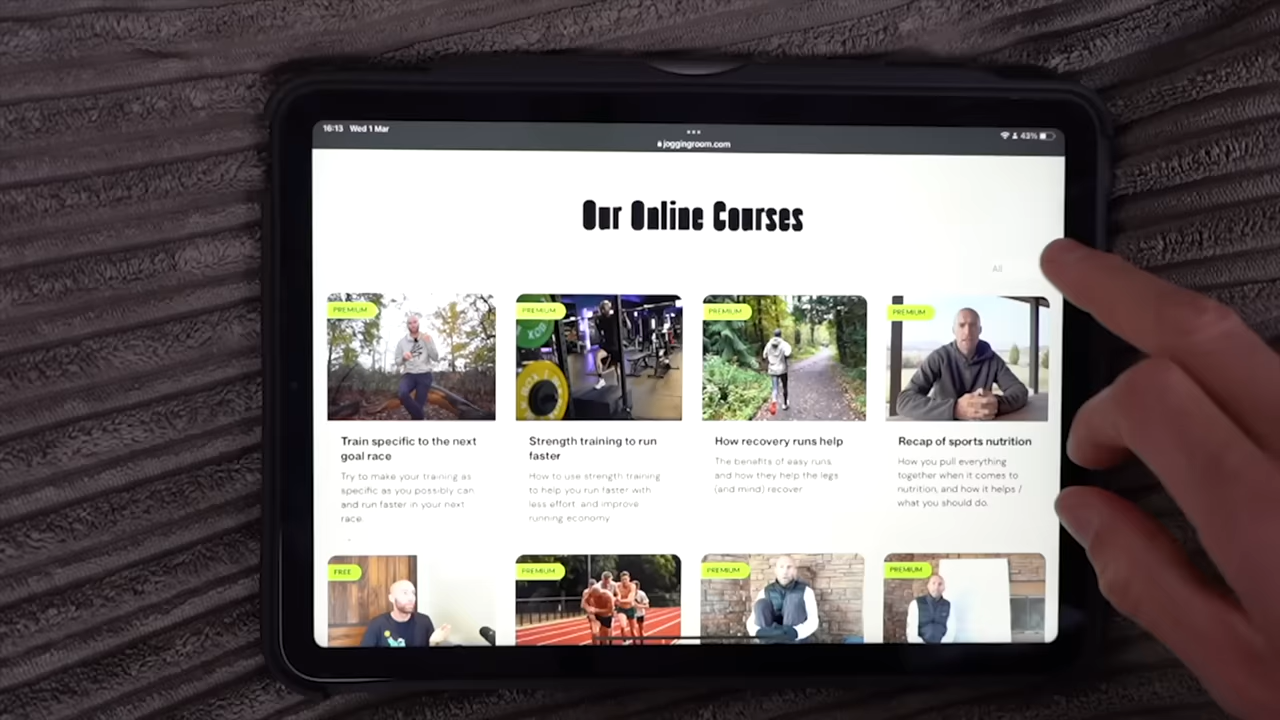 16:13 Wed 1 Mar
joggingroom.com
43%
Our Online Courses
All
PREMIUM
PREMIUM
PREMIUM
PREMIUM
BOX
Train specific to the next
goal race
Try to make your training as
specific as you possibly can,
and run faster in your next
race.
Strength training to run
faster
How to use strength training
to help you run faster with
less effort, and improve
running economy
How recovery runs help
The benefits of easy runs,
and how they help the legs
(and mind) recover
Recap of sports nutrition
How you pull everything
together when it comes to
nutrition, and how it helps /
what you should do.
FREE
PREMIUM
PREMIUM
PREMIUM